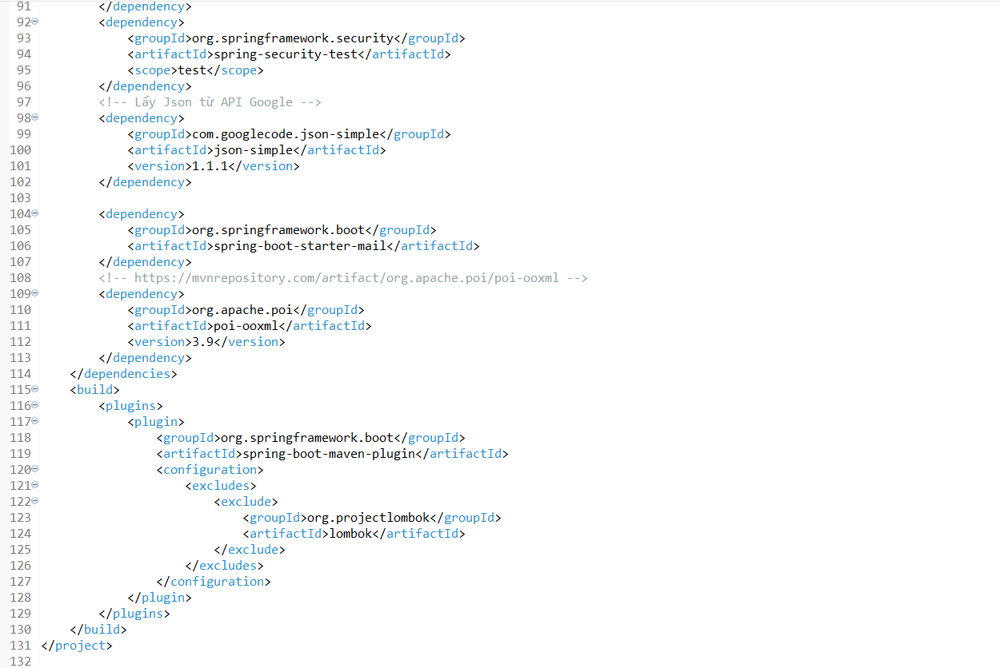 91 </dependency>
92 <dependency>
93 <groupId>org.springframework.security</groupId>
94 <artifactId>spring-security-test</artifactId>
95 <scope>test</scope>
96 </dependency>
97 <!-- Lấy Json từ API Google -->
98 <dependency>
99 <groupId>com.googlecode.json-simple</groupId>
100 <artifactId>json-simple</artifactId>
101 <version>1.1.1</version>
102 </dependency>
103
104 <dependency>
105 <groupId>org.springframework.boot</groupId>
106 <artifactId>spring-boot-starter-mail</artifactId>
107 </dependency>
108 <!-- https://mvnrepository.com/artifact/org.apache.poi/poi-ooxml -->
109 <dependency>
110 <groupId>org.apache.poi</groupId>
111 <artifactId>poi-ooxml</artifactId>
112 <version>3.9</version>
113 </dependency>
114 </dependencies>
115 <build>
116 <plugins>
117 <plugin>
118 <groupId>org.springframework.boot</groupId>
119 <artifactId>spring-boot-maven-plugin</artifactId>
120 <configuration>
121 <excludes>
122 <exclude>
123 <groupId>org.projectlombok</groupId>
124 <artifactId>lombok</artifactId>
125 </exclude>
126 </excludes>
127 </configuration>
128 </plugin>
129 </plugins>
130 </build>
131 </project>
132